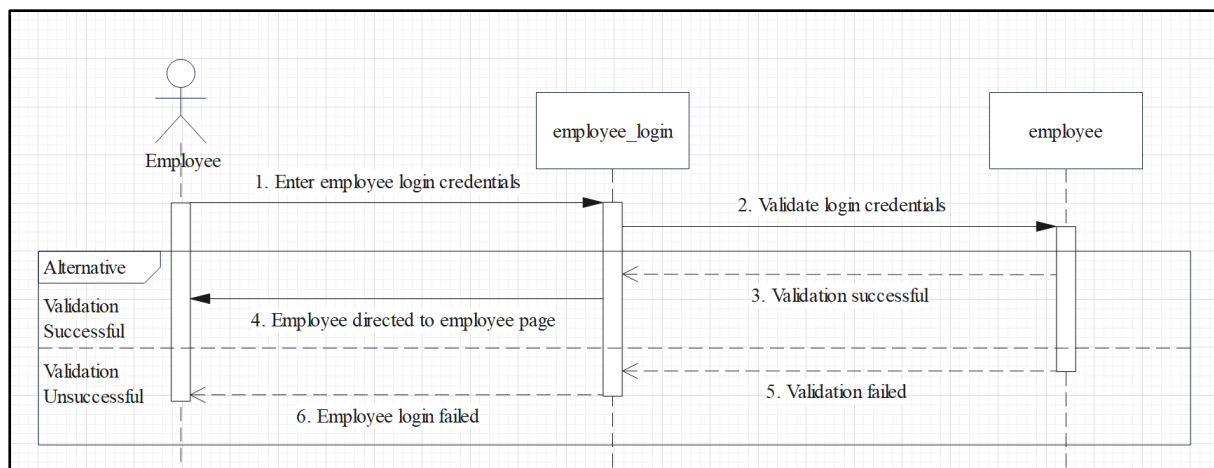 employee_login
employee
Employee
1. Enter employee login credentials
2. Validate login credentials
Alternative
3. Validation successful
Validation
Successful
4. Employee directed to employee page
Validation
Unsuccessful
5. Validation failed
6. Employee login failed